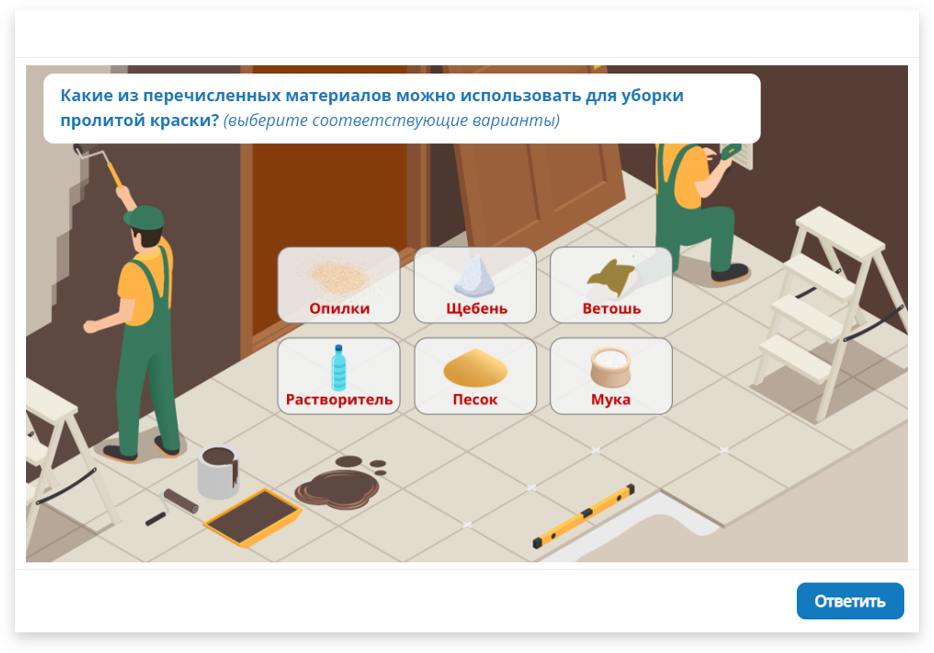 Какие из перечисленных материалов можно использовать для уборки
пролитой краски? (выберите соответствующие варианты)
Опилки
Щебень
Ветошь
Растворитель
Песок
Мука
Ответить